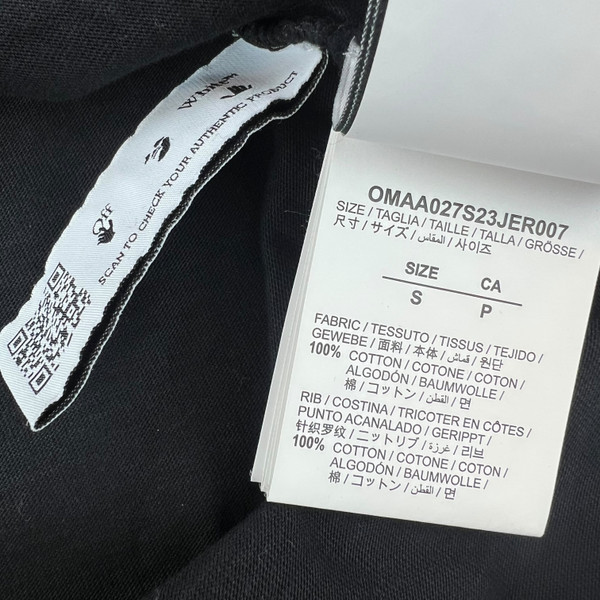 Off
White
SCAN TO CHECK YOUR AUTHENTIC PRODUCT
OMAA027S23JER007
SIZE / TAGLIA / TAILLE / TALLA / GRÖSSE /
尺寸 / サイズ / المقاس / 사이즈
SIZE CA
S P
FABRIC / TESSUTO / TISSUS / TEJIDO /
GEWEBE / 面料 / 本体 / قماش / 원단
100% COTTON / COTONE / COTON /
ALGODÓN / BAUMWOLLE /
棉 / コットン / القطن / 면
RIB / COSTINA / TRICOTER EN CÔTES /
PUNTO ACANALADO / GERIPPT /
针织罗纹 / ニットリブ / غرزة / 리브
100% COTTON / COTONE / COTON /
ALGODÓN / BAUMWOLLE /
棉 / コットン / القطن / 면